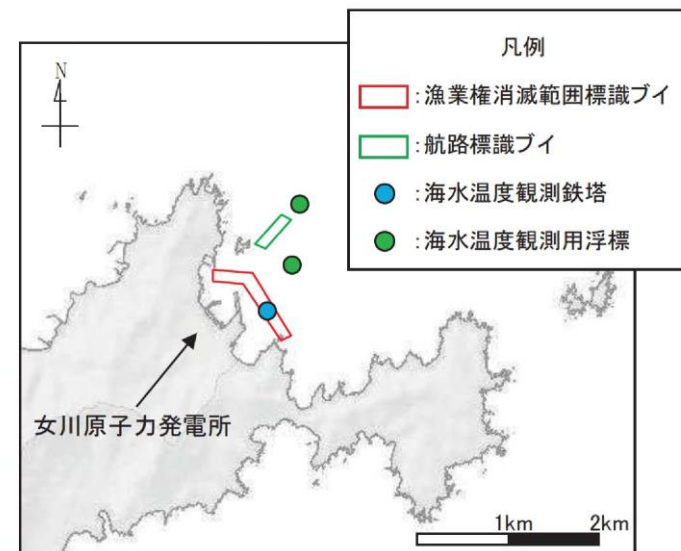 凡例
:漁業権消滅範囲標識ブイ
:航路標識ブイ
:海水温度観測鉄塔
:海水温度観測用浮標
N
女川原子力発電所
1km 2km